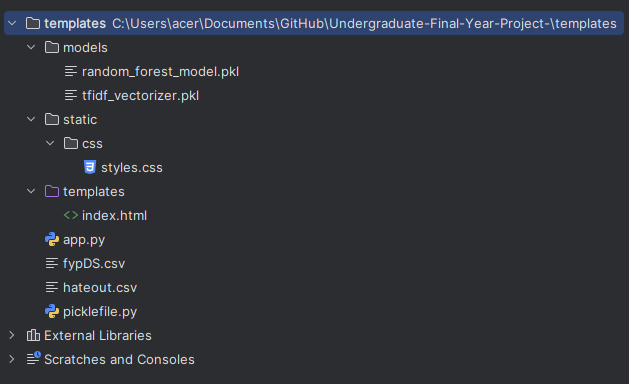 templates C:\Users\acer\Documents\GitHub\Undergraduate-Final-Year-Project-\templates
models
random_forest_model.pkl
tfidf_vectorizer.pkl
static
css
styles.css
templates
index.html
app.py
fypDS.csv
hateout.csv
picklefile.py
External Libraries
Scratches and Consoles